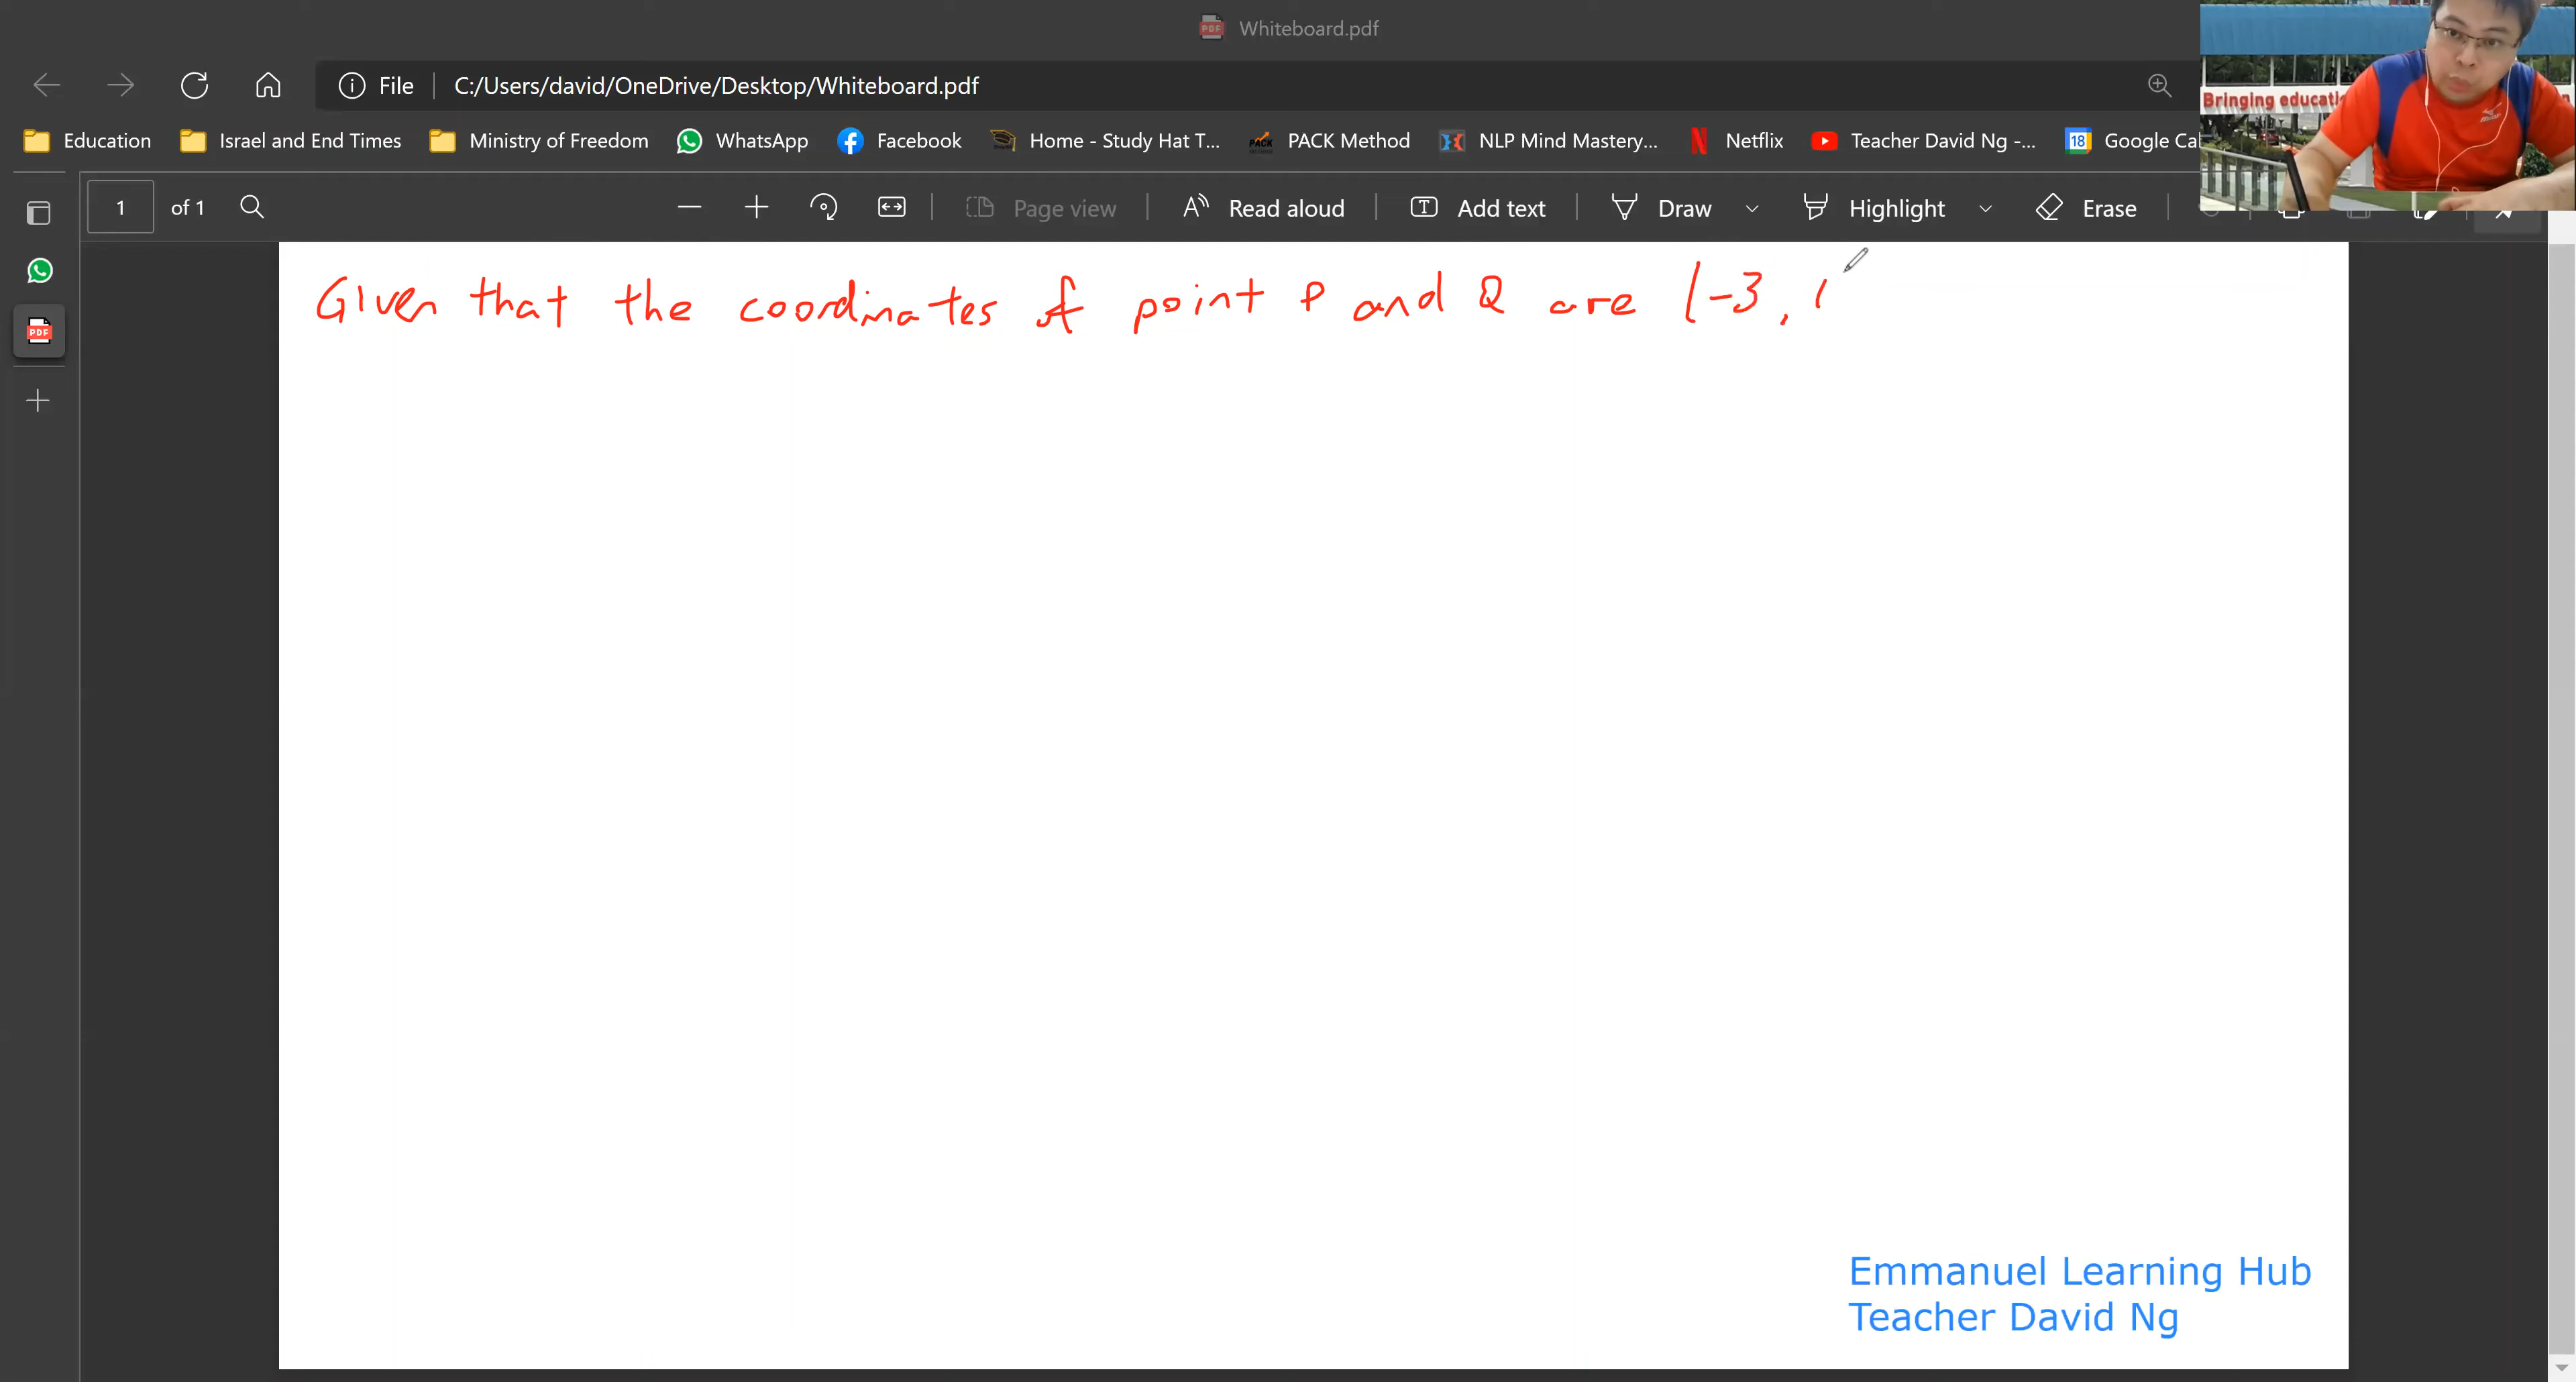 Whiteboard.pdf
File C:/Users/david/OneDrive/Desktop/Whiteboard.pdf
Education Israel and End Times Ministry of Freedom WhatsApp Facebook Home - Study Hat T... PACK Method NLP Mind Mastery... Netflix Teacher David Ng -... 18 Google Cal
Bringing educati
1 of 1 Page view Read aloud Add text Draw Highlight Erase
Given that the coordinates of point P and Q are (-3,
Emmanuel Learning Hub
Teacher David Ng